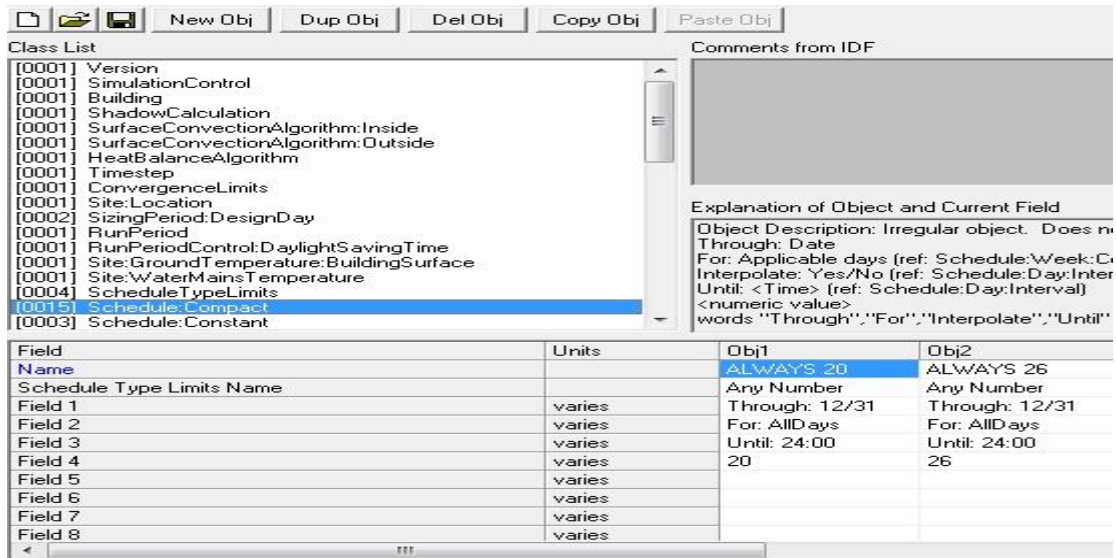 New Obj Dup Obj Del Obj Copy Obj Paste Obj
Class List
[0001] Version
[0001] SimulationControl
[0001] Building
[0001] ShadowCalculation
[0001] SurfaceConvectionAlgorithm:Inside
[0001] SurfaceConvectionAlgorithm:Outside
[0001] HeatBalanceAlgorithm
[0001] Timestep
[0001] ConvergenceLimits
[0001] Site:Location
[0002] SizingPeriod:DesignDay
[0001] RunPeriod
[0001] RunPeriodControl:DaylightSavingTime
[0001] Site:GroundTemperature:BuildingSurface
[0001] Site:WaterMainsTemperature
[0004] ScheduleTypeLimits
[0015] Schedule:Compact
[0003] Schedule:Constant
Comments from IDF
Explanation of Object and Current Field
Object Description: Irregular object. Does n
Through: Date
For: Applicable days (ref: Schedule:Week:C
Interpolate: Yes/No (ref: Schedule:Day:Inter
Until: <Time> (ref: Schedule:Day:Interval)
<numeric value>
words "Through","For","Interpolate","Until"
Field Units Obj1 Obj2
Name ALWAYS 20 ALWAYS 26
Schedule Type Limits Name Any Number Any Number
Field 1 varies Through: 12/31 Through: 12/31
Field 2 varies For: AllDays For: AllDays
Field 3 varies Until: 24:00 Until: 24:00
Field 4 varies 20 26
Field 5 varies
Field 6 varies
Field 7 varies
Field 8 varies